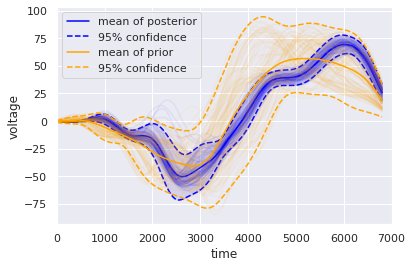 100
75
50
25
0
−25
−50
−75
voltage
mean of posterior
95% confidence
mean of prior
95% confidence
0 1000 2000 3000 4000 5000 6000 7000
time